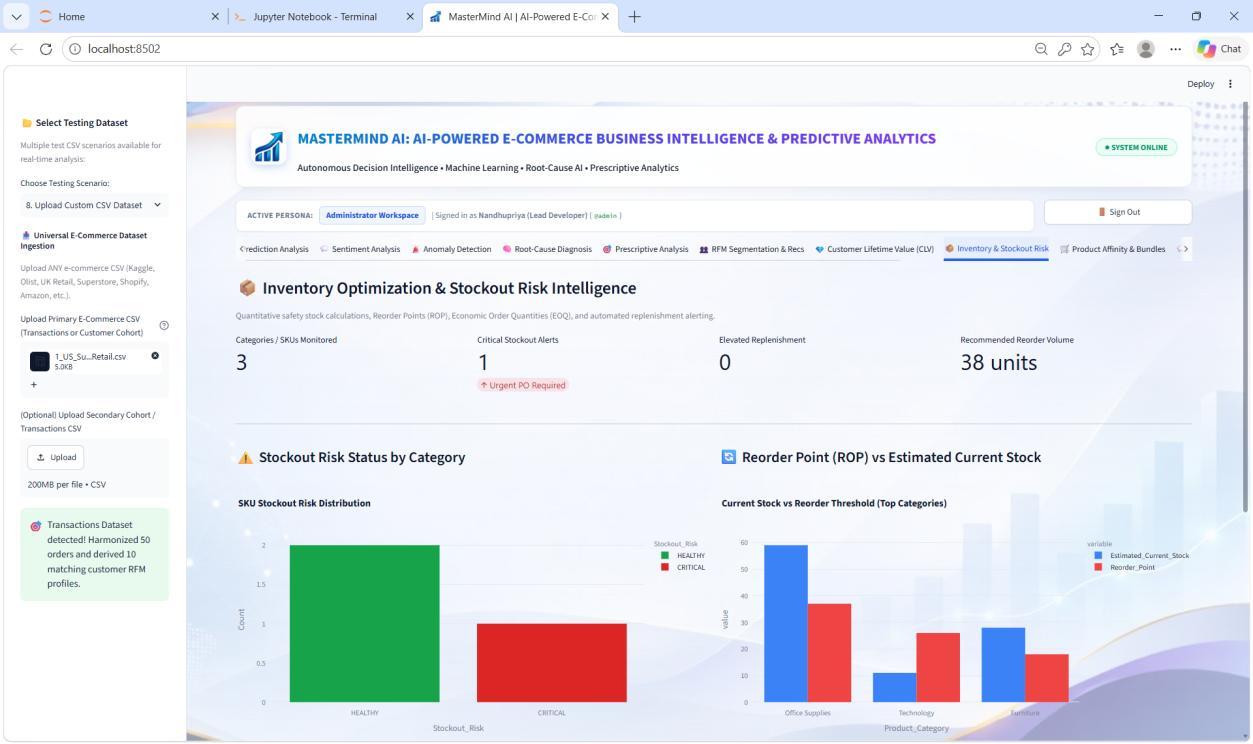 Home
Jupyter Notebook - Terminal
MasterMind AI | AI-Powered E-Co
localhost:8502
Chat
Deploy
Select Testing Dataset
Multiple test CSV scenarios available for
real-time analysis:
Choose Testing Scenario:
8. Upload Custom CSV Dataset
Universal E-Commerce Dataset
Ingestion
Upload ANY e-commerce CSV (Kaggle,
Olist, UK Retail, Superstore, Shopify,
Amazon, etc.).
Upload Primary E-Commerce CSV
(Transactions or Customer Cohort)
1_US_Su...Retail.csv
5.0KB
+
(Optional) Upload Secondary Cohort /
Transactions CSV
Upload
200MB per file • CSV
Transactions Dataset
detected! Harmonized 50
orders and derived 10
matching customer RFM
profiles.
MASTERMIND AI: AI-POWERED E-COMMERCE BUSINESS INTELLIGENCE & PREDICTIVE ANALYTICS
Autonomous Decision Intelligence • Machine Learning • Root-Cause AI • Prescriptive Analytics
● SYSTEM ONLINE
ACTIVE PERSONA: Administrator Workspace | Signed in as Nandhupriya (Lead Developer) ( @admin )
Sign Out
rediction Analysis Sentiment Analysis Anomaly Detection Root-Cause Diagnosis Prescriptive Analysis RFM Segmentation & Recs Customer Lifetime Value (CLV) Inventory & Stockout Risk Product Affinity & Bundles
Inventory Optimization & Stockout Risk Intelligence
Quantitative safety stock calculations, Reorder Points (ROP), Economic Order Quantities (EOQ), and automated replenishment alerting.
Categories / SKUs Monitored
3
Critical Stockout Alerts
1
↑ Urgent PO Required
Elevated Replenishment
0
Recommended Reorder Volume
38 units
Stockout Risk Status by Category
SKU Stockout Risk Distribution
Count
2
1.5
1
0.5
0
HEALTHY
CRITICAL
Stockout_Risk
Stockout_Risk
HEALTHY
CRITICAL
Reorder Point (ROP) vs Estimated Current Stock
Current Stock vs Reorder Threshold (Top Categories)
value
60
50
40
30
20
10
0
Office Supplies
Technology
Furniture
Product_Category
variable
Estimated_Current_Stock
Reorder_Point